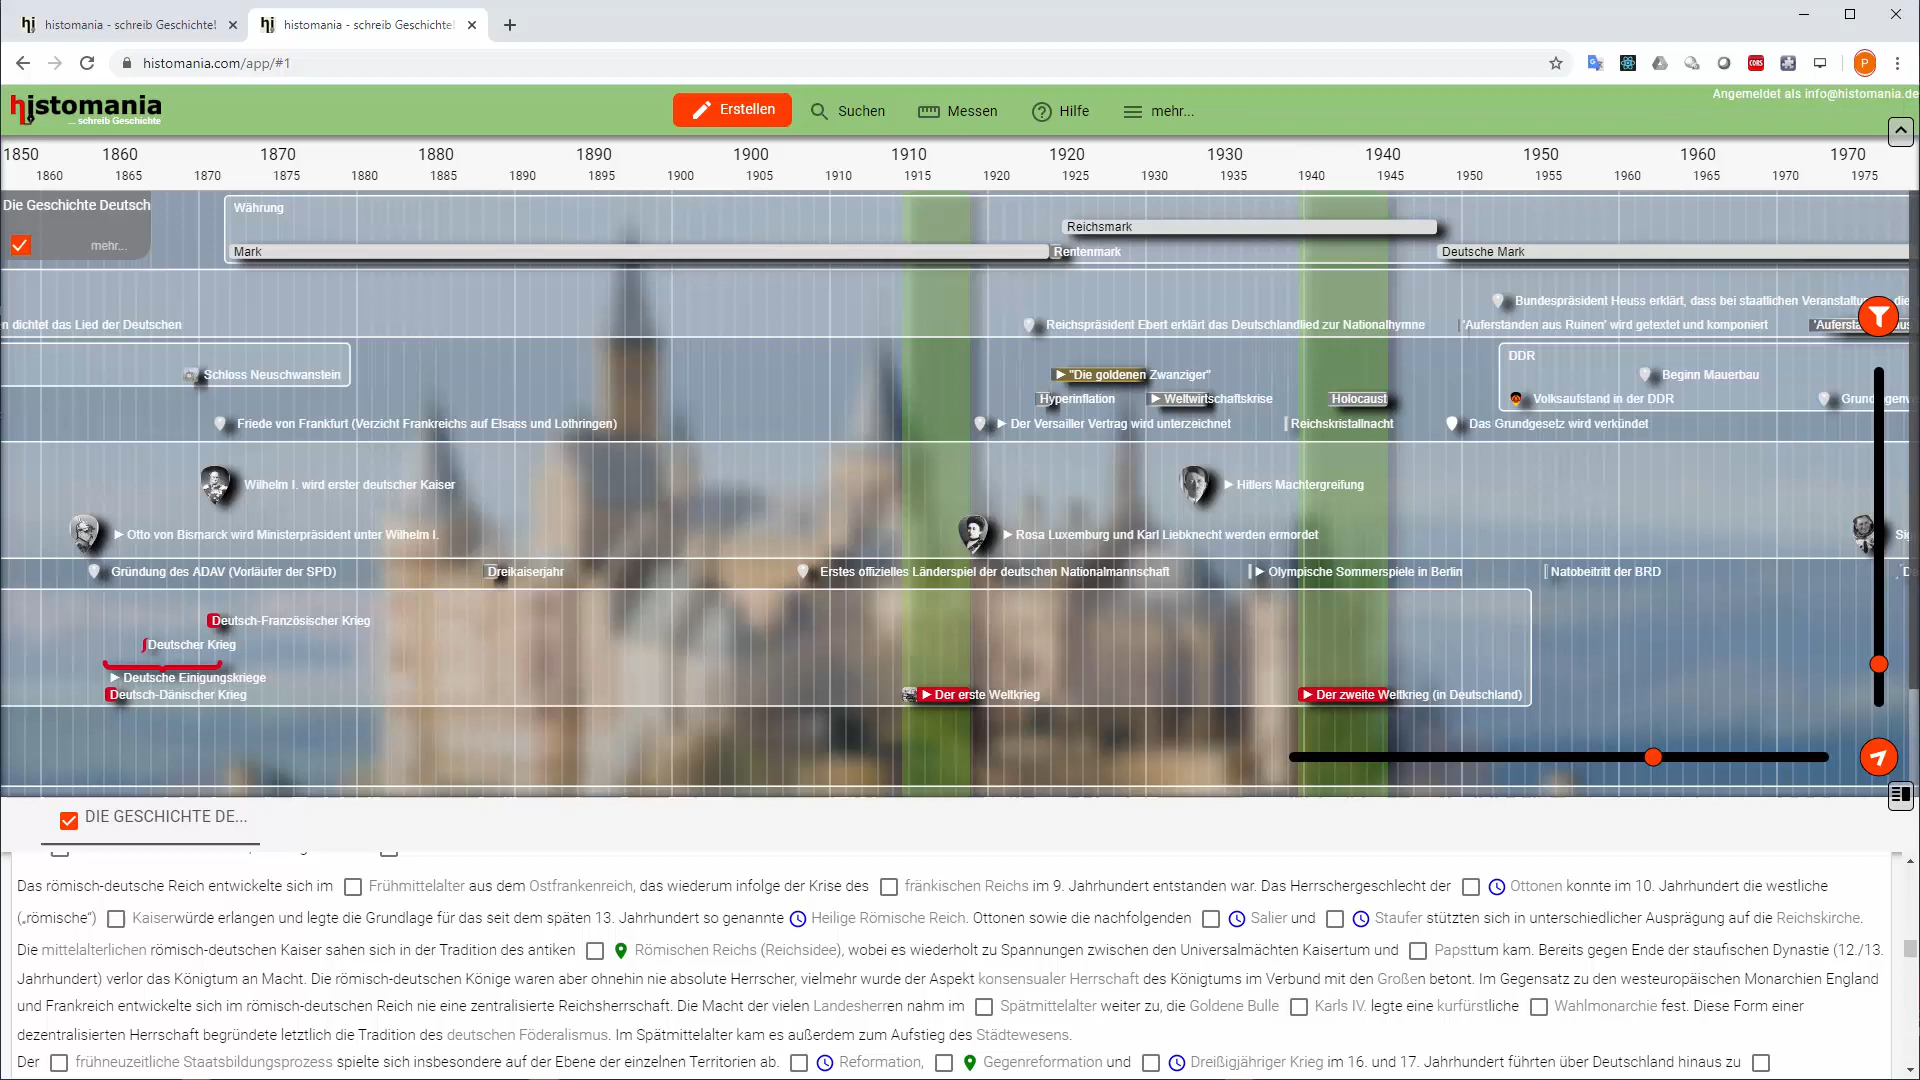 histomania - schreib Geschichte!
histomania - schreib Geschichte!
histomania.com/app/#1
CORS
P
Angemeldet als info@histomania.de
histomania
... schreib Geschichte
Erstellen
Suchen
Messen
Hilfe
mehr...
1850 1860 1870 1880 1890 1900 1910 1920 1930 1940 1950 1960 1970
1860 1865 1870 1875 1880 1885 1890 1895 1900 1905 1910 1915 1920 1925 1930 1935 1940 1945 1950 1955 1960 1965 1970 1975
Die Geschichte Deutsch
mehr...
Währung
Reichsmark
Mark
Rentenmark
Deutsche Mark
Bundespräsident Heuss erklärt, dass bei staatlichen Veranstaltu
n dichtet das Lied der Deutschen
Reichspräsident Ebert erklärt das Deutschlandlied zur Nationalhymne
'Auferstanden aus Ruinen' wird getextet und komponiert
DDR
Schloss Neuschwanstein
"Die goldenen Zwanziger"
Beginn Mauerbau
Hyperinflation
Weltwirtschaftskrise
Holocaust
Volksaufstand in der DDR
Friede von Frankfurt (Verzicht Frankreichs auf Elsass und Lothringen)
Der Versailler Vertrag wird unterzeichnet
Reichskristallnacht
Das Grundgesetz wird verkündet
Wilhelm I. wird erster deutscher Kaiser
Hitlers Machtergreifung
Otto von Bismarck wird Ministerpräsident unter Wilhelm I.
Rosa Luxemburg und Karl Liebknecht werden ermordet
Gründung des ADAV (Vorläufer der SPD)
Dreikaiserjahr
Erstes offizielles Länderspiel der deutschen Nationalmannschaft
Olympische Sommerspiele in Berlin
Natobeitritt der BRD
Deutsch-Französischer Krieg
Deutscher Krieg
Deutsche Einigungskriege
Deutsch-Dänischer Krieg
Der erste Weltkrieg
Der zweite Weltkrieg (in Deutschland)
DIE GESCHICHTE DE...
Das römisch-deutsche Reich entwickelte sich im Frühmittelalter aus dem Ostfrankenreich, das wiederum infolge der Krise des fränkischen Reichs im 9. Jahrhundert entstanden war. Das Herrschergeschlecht der Ottonen konnte im 10. Jahrhundert die westliche
(„römische“) Kaiserwürde erlangen und legte die Grundlage für das seit dem späten 13. Jahrhundert so genannte Heilige Römische Reich. Ottonen sowie die nachfolgenden Salier und Staufer stützten sich in unterschiedlicher Ausprägung auf die Reichskirche.
Die mittelalterlichen römisch-deutschen Kaiser sahen sich in der Tradition des antiken Römischen Reichs (Reichsidee), wobei es wiederholt zu Spannungen zwischen den Universalmächten Kaisertum und Papsttum kam. Bereits gegen Ende der staufischen Dynastie (12./13.
Jahrhundert) verlor das Königtum an Macht. Die römisch-deutschen Könige waren aber ohnehin nie absolute Herrscher, vielmehr wurde der Aspekt konsensualer Herrschaft des Königtums im Verbund mit den Großen betont. Im Gegensatz zu den westeuropäischen Monarchien England
und Frankreich entwickelte sich im römisch-deutschen Reich nie eine zentralisierte Reichsherrschaft. Die Macht der vielen Landesherren nahm im Spätmittelalter weiter zu, die Goldene Bulle Karls IV. legte eine kurfürstliche Wahlmonarchie fest. Diese Form einer
dezentralisierten Herrschaft begründete letztlich die Tradition des deutschen Föderalismus. Im Spätmittelalter kam es außerdem zum Aufstieg des Städtewesens.
Der frühneuzeitliche Staatsbildungsprozess spielte sich insbesondere auf der Ebene der einzelnen Territorien ab. Reformation, Gegenreformation und Dreißigjähriger Krieg im 16. und 17. Jahrhundert führten über Deutschland hinaus zu